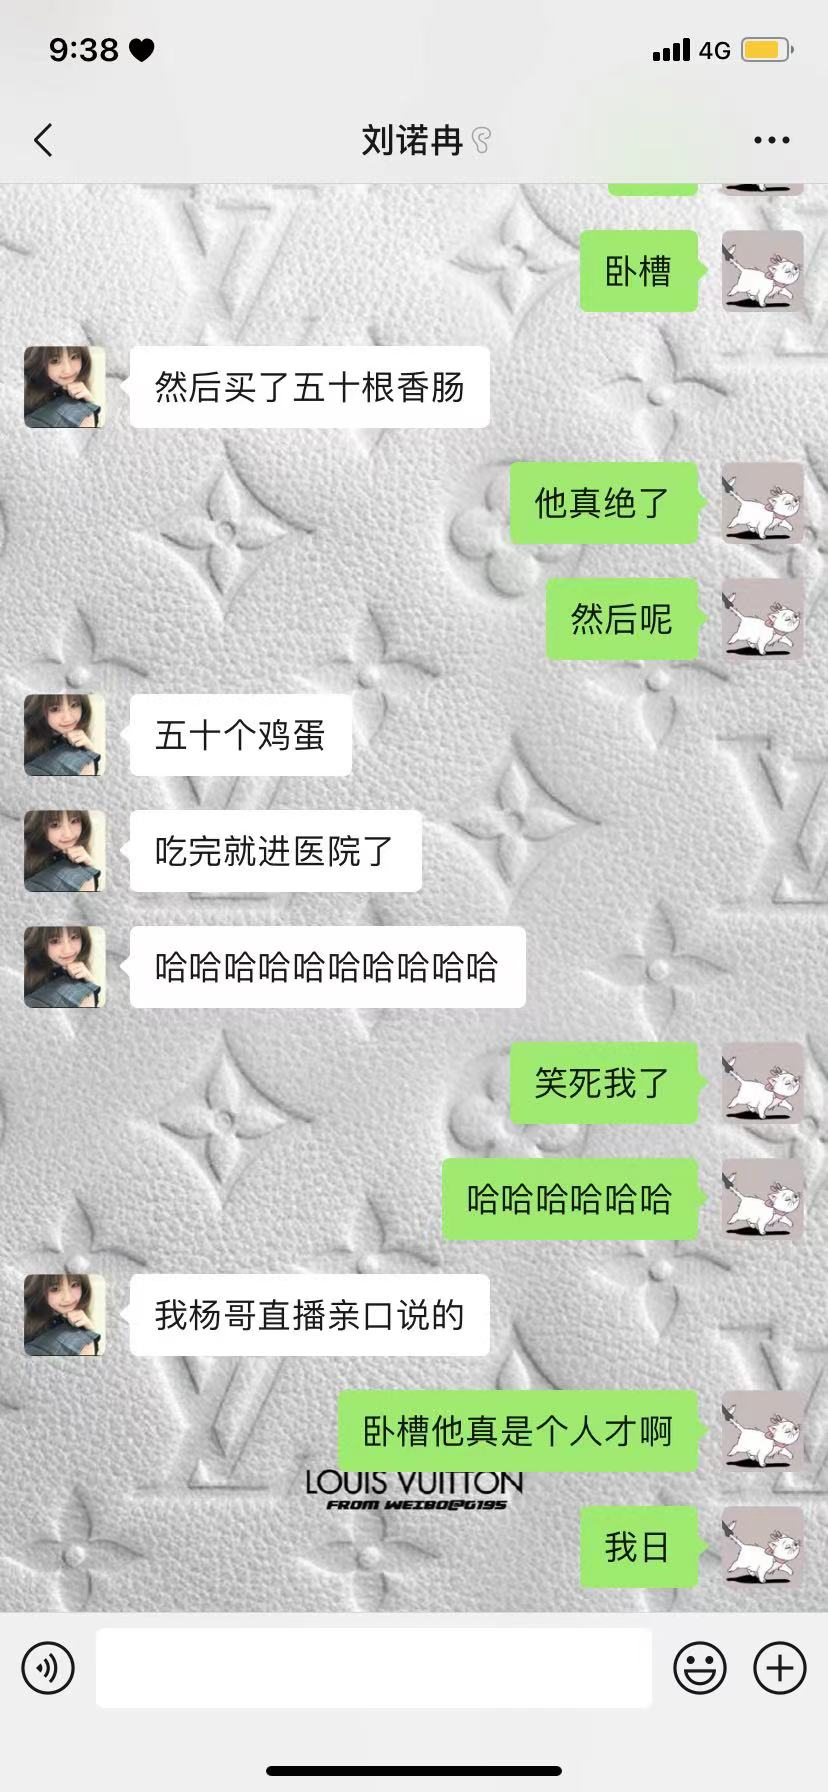 9:38
4G
刘诺冉
卧槽
然后买了五十根香肠
他真绝了
然后呢
五十个鸡蛋
吃完就进医院了
哈哈哈哈哈哈哈哈哈哈
笑死我了
哈哈哈哈哈哈
我杨哥直播亲口说的
卧槽他真是个人才啊
LOUIS VUITTON
FROM WEIBO@G195
我日